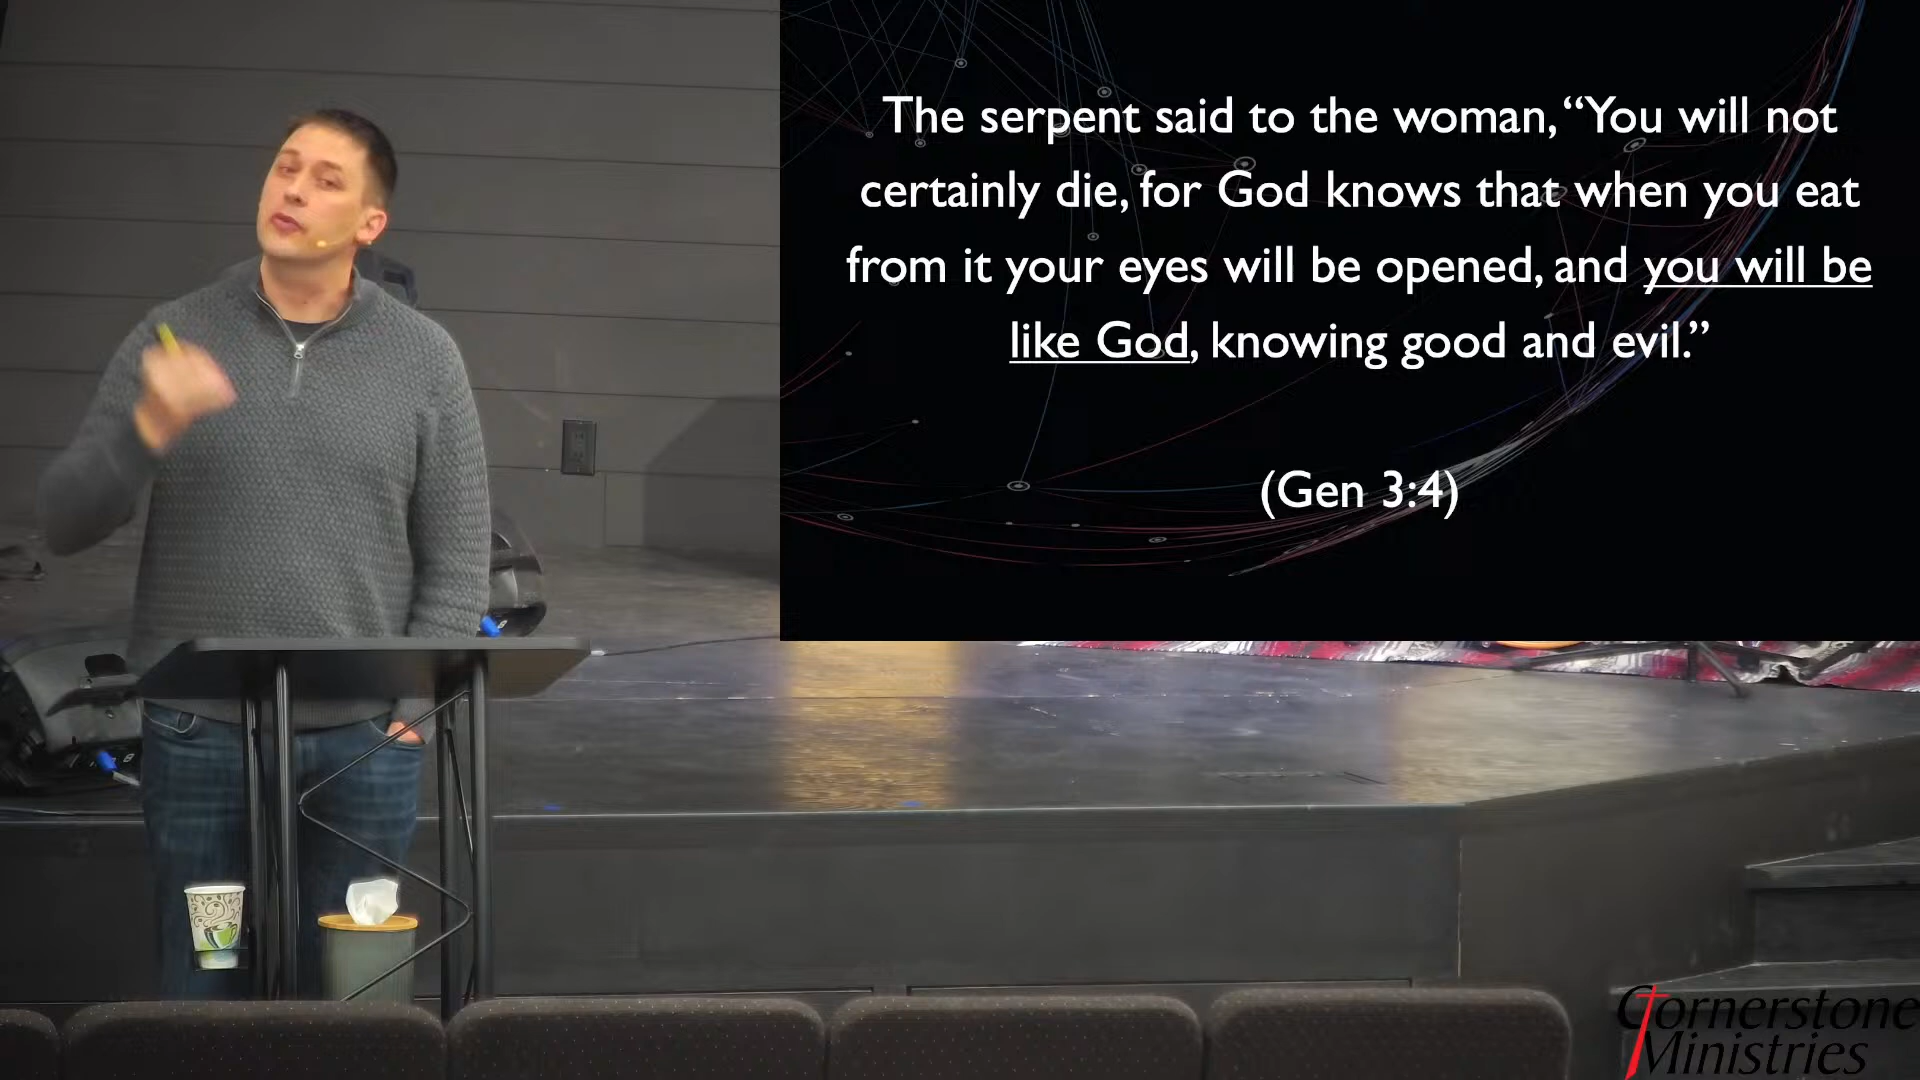 The serpent said to the woman, “You will not
certainly die, for God knows that when you eat
from it your eyes will be opened, and you will be
like God, knowing good and evil.”
(Gen 3:4)
Cornerstone
Ministries